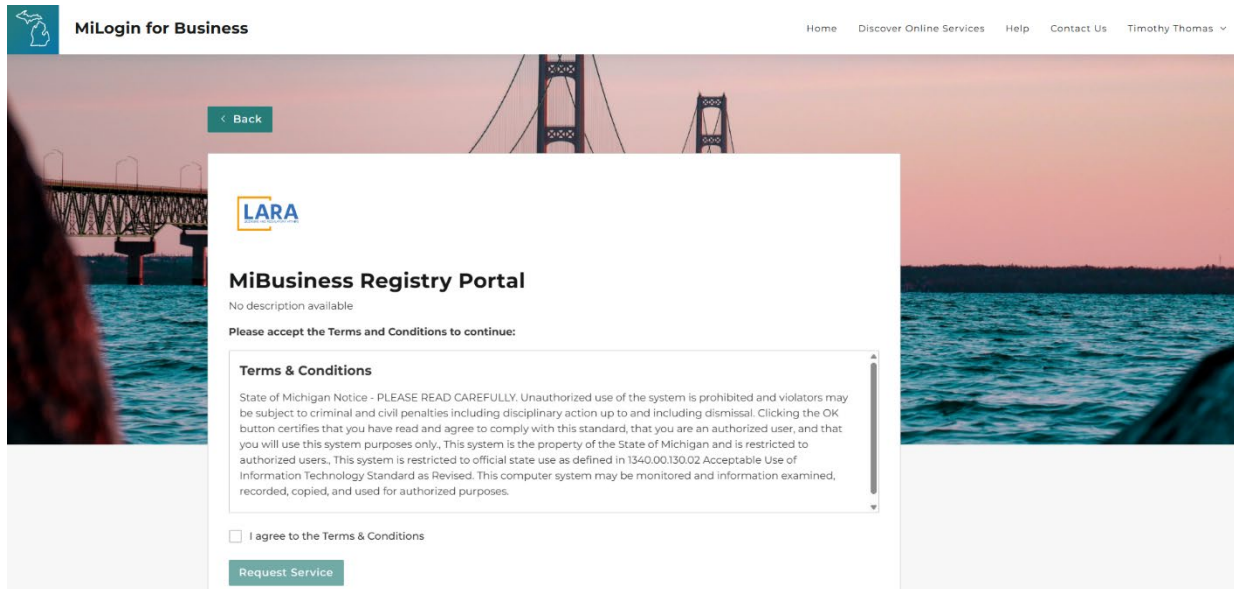 MiLogin for Business
Home Discover Online Services Help Contact Us Timothy Thomas
Back
LARA
MiBusiness Registry Portal
No description available
Please accept the Terms and Conditions to continue:
Terms & Conditions
State of Michigan Notice - PLEASE READ CAREFULLY. Unauthorized use of the system is prohibited and violators may
be subject to criminal and civil penalties including disciplinary action up to and including dismissal. Clicking the OK
button certifies that you have read and agree to comply with this standard, that you are an authorized user, and that
you will use this system purposes only., This system is the property of the State of Michigan and is restricted to
authorized users., This system is restricted to official state use as defined in 1340.00.130.02 Acceptable Use of
Information Technology Standard as Revised. This computer system may be monitored and information examined,
recorded, copied, and used for authorized purposes.
I agree to the Terms & Conditions
Request Service